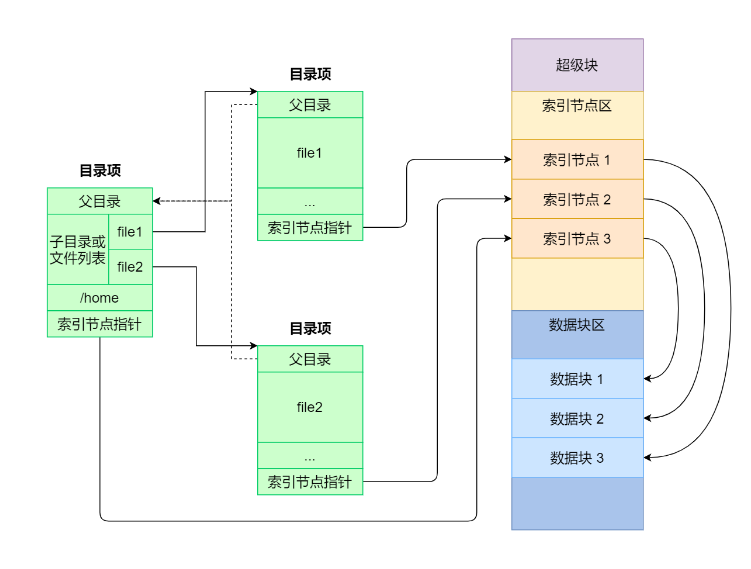 目录项
父目录
子目录或
文件列表
file1
file2
/home
索引节点指针
目录项
父目录
file1
...
索引节点指针
目录项
父目录
file2
...
索引节点指针
超级块
索引节点区
索引节点 1
索引节点 2
索引节点 3
数据块区
数据块 1
数据块 2
数据块 3